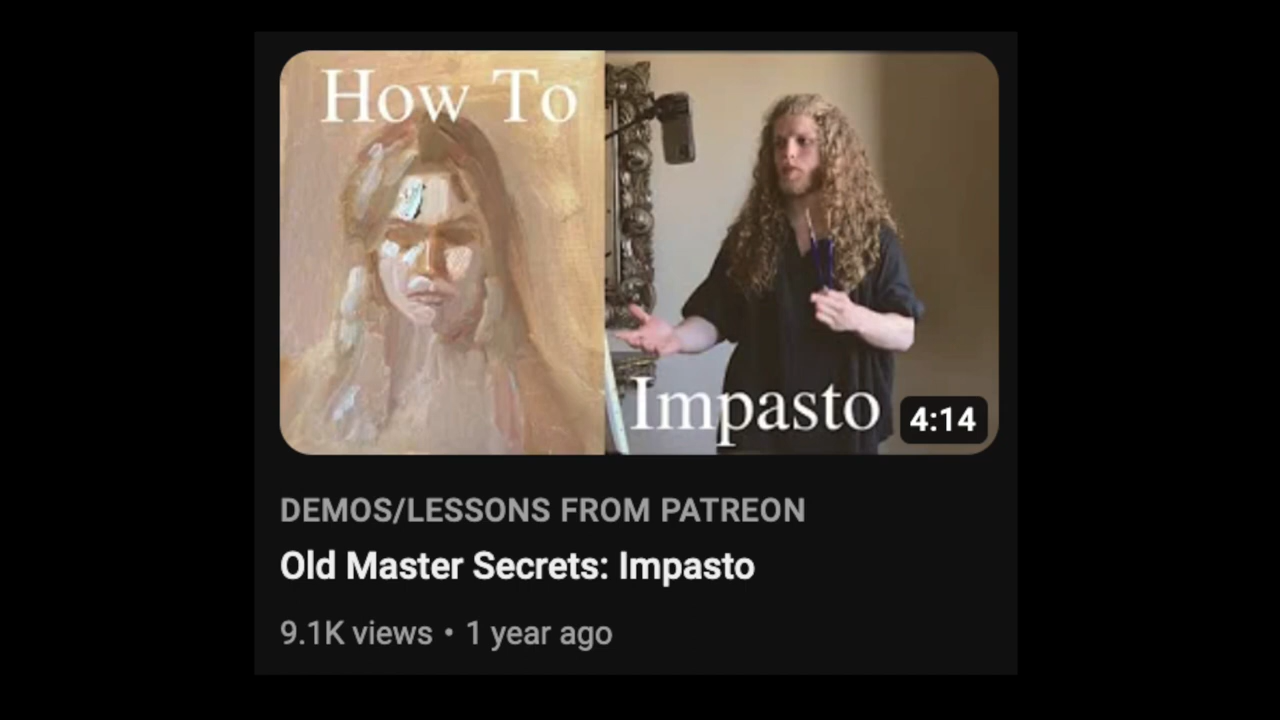 How To
Impasto
4:14
DEMOS/LESSONS FROM PATREON
Old Master Secrets: Impasto
9.1K views • 1 year ago